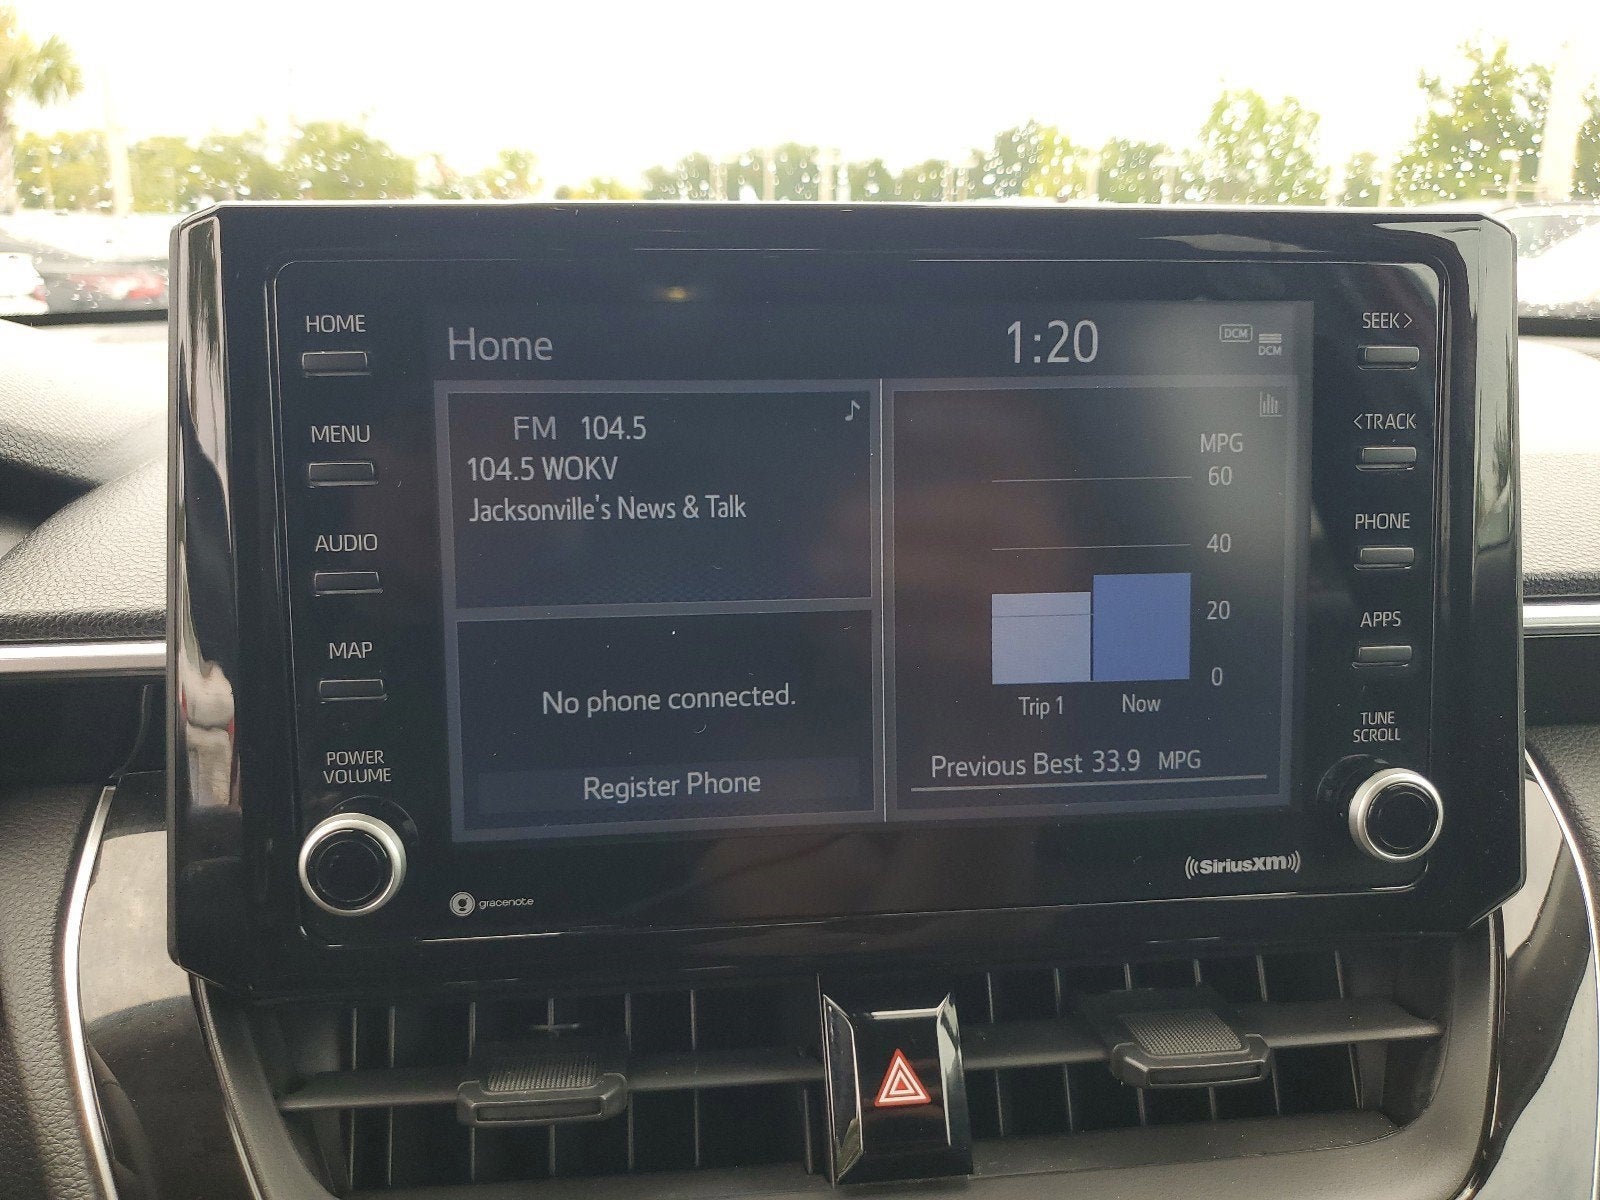 HOME
MENU
AUDIO
MAP
POWER
VOLUME
Home
1:20
DCM
DCM
FM 104.5
104.5 WOKV
Jacksonville's News & Talk
No phone connected.
Register Phone
MPG
60
40
20
0
Trip 1 Now
Previous Best 33.9 MPG
SEEK>
<TRACK
PHONE
APPS
TUNE
SCROLL
gracenote
((SiriusXM))